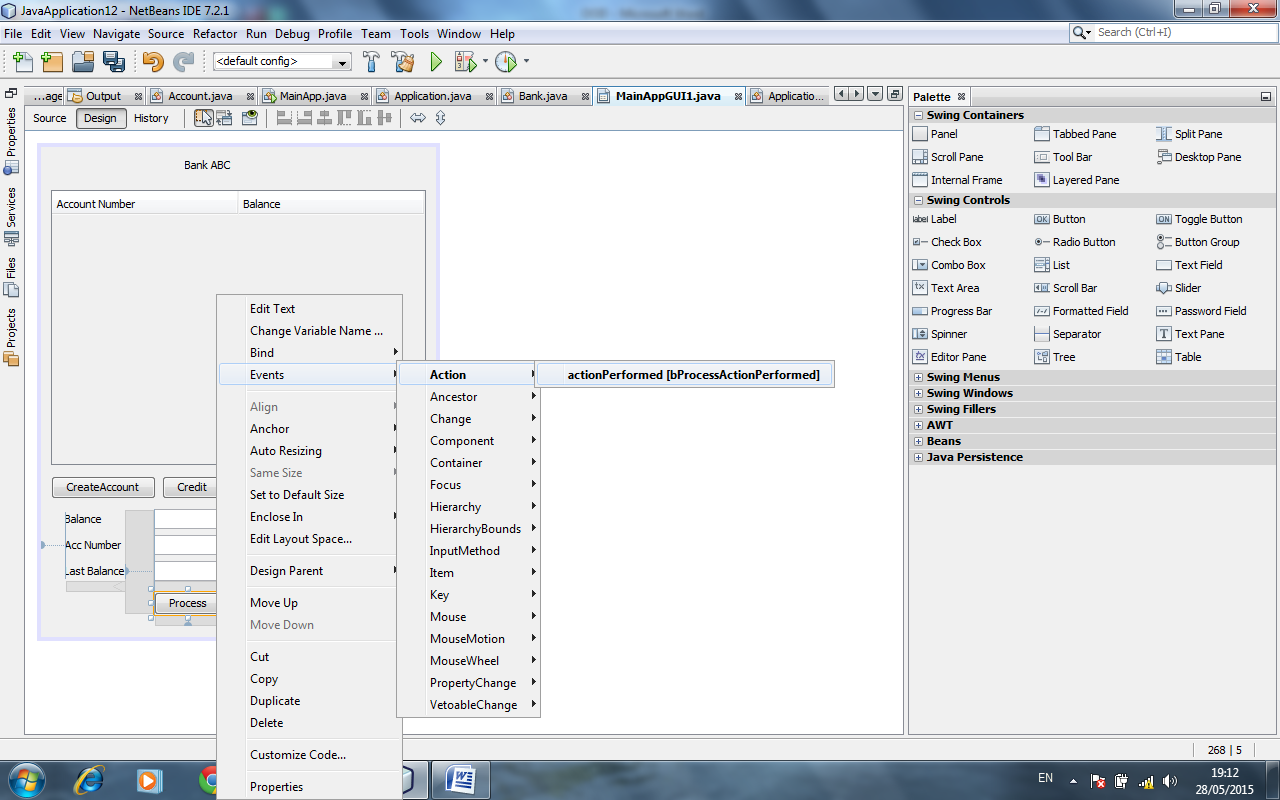 JavaApplication12 - NetBeans IDE 7.2.1
File Edit View Navigate Source Refactor Run Debug Profile Team Tools Window Help
Search (Ctrl+I)
<default config>
...age Output Account.java MainApp.java Application.java Bank.java MainAppGUI1.java Applicatio...
Source Design History
Properties
Services
Files
Projects
Bank ABC
Account Number Balance
CreateAccount Credit
Balance
Acc Number
Last Balance
Process
Edit Text
Change Variable Name ...
Bind
Events
Align
Anchor
Auto Resizing
Same Size
Set to Default Size
Enclose In
Edit Layout Space...
Design Parent
Move Up
Move Down
Cut
Copy
Duplicate
Delete
Customize Code...
Properties
Action
Ancestor
Change
Component
Container
Focus
Hierarchy
HierarchyBounds
InputMethod
Item
Key
Mouse
MouseMotion
MouseWheel
PropertyChange
VetoableChange
actionPerformed [bProcessActionPerformed]
Palette
Swing Containers
Panel Tabbed Pane Split Pane
Scroll Pane Tool Bar Desktop Pane
Internal Frame Layered Pane
Swing Controls
label Label OK Button ON Toggle Button
Check Box Radio Button Button Group
Combo Box List Text Field
Text Area Scroll Bar Slider
Progress Bar Formatted Field Password Field
Spinner Separator T Text Pane
Editor Pane Tree Table
Swing Menus
Swing Windows
Swing Fillers
AWT
Beans
Java Persistence
268 | 5
EN
19:12
28/05/2015